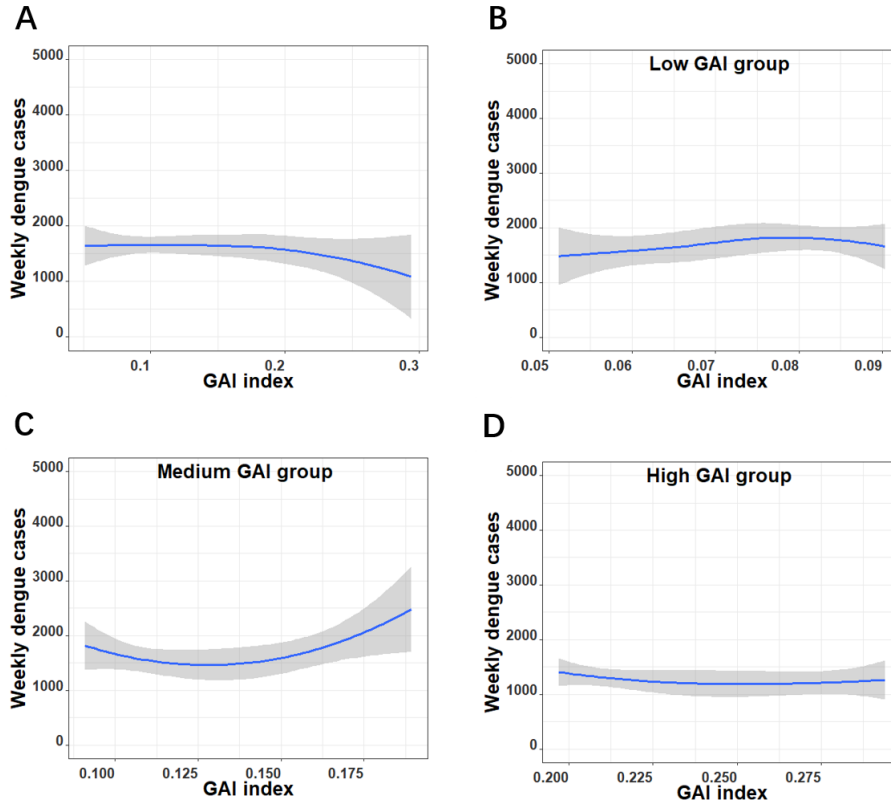 A
Weekly dengue cases
5000
4000
3000
2000
1000
0
0.1 0.2 0.3
GAI index
B
Low GAI group
Weekly dengue cases
5000
4000
3000
2000
1000
0
0.05 0.06 0.07 0.08 0.09
GAI index
C
Medium GAI group
Weekly dengue cases
5000
4000
3000
2000
1000
0
0.100 0.125 0.150 0.175
GAI index
D
High GAI group
Weekly dengue cases
5000
4000
3000
2000
1000
0
0.200 0.225 0.250 0.275
GAI index